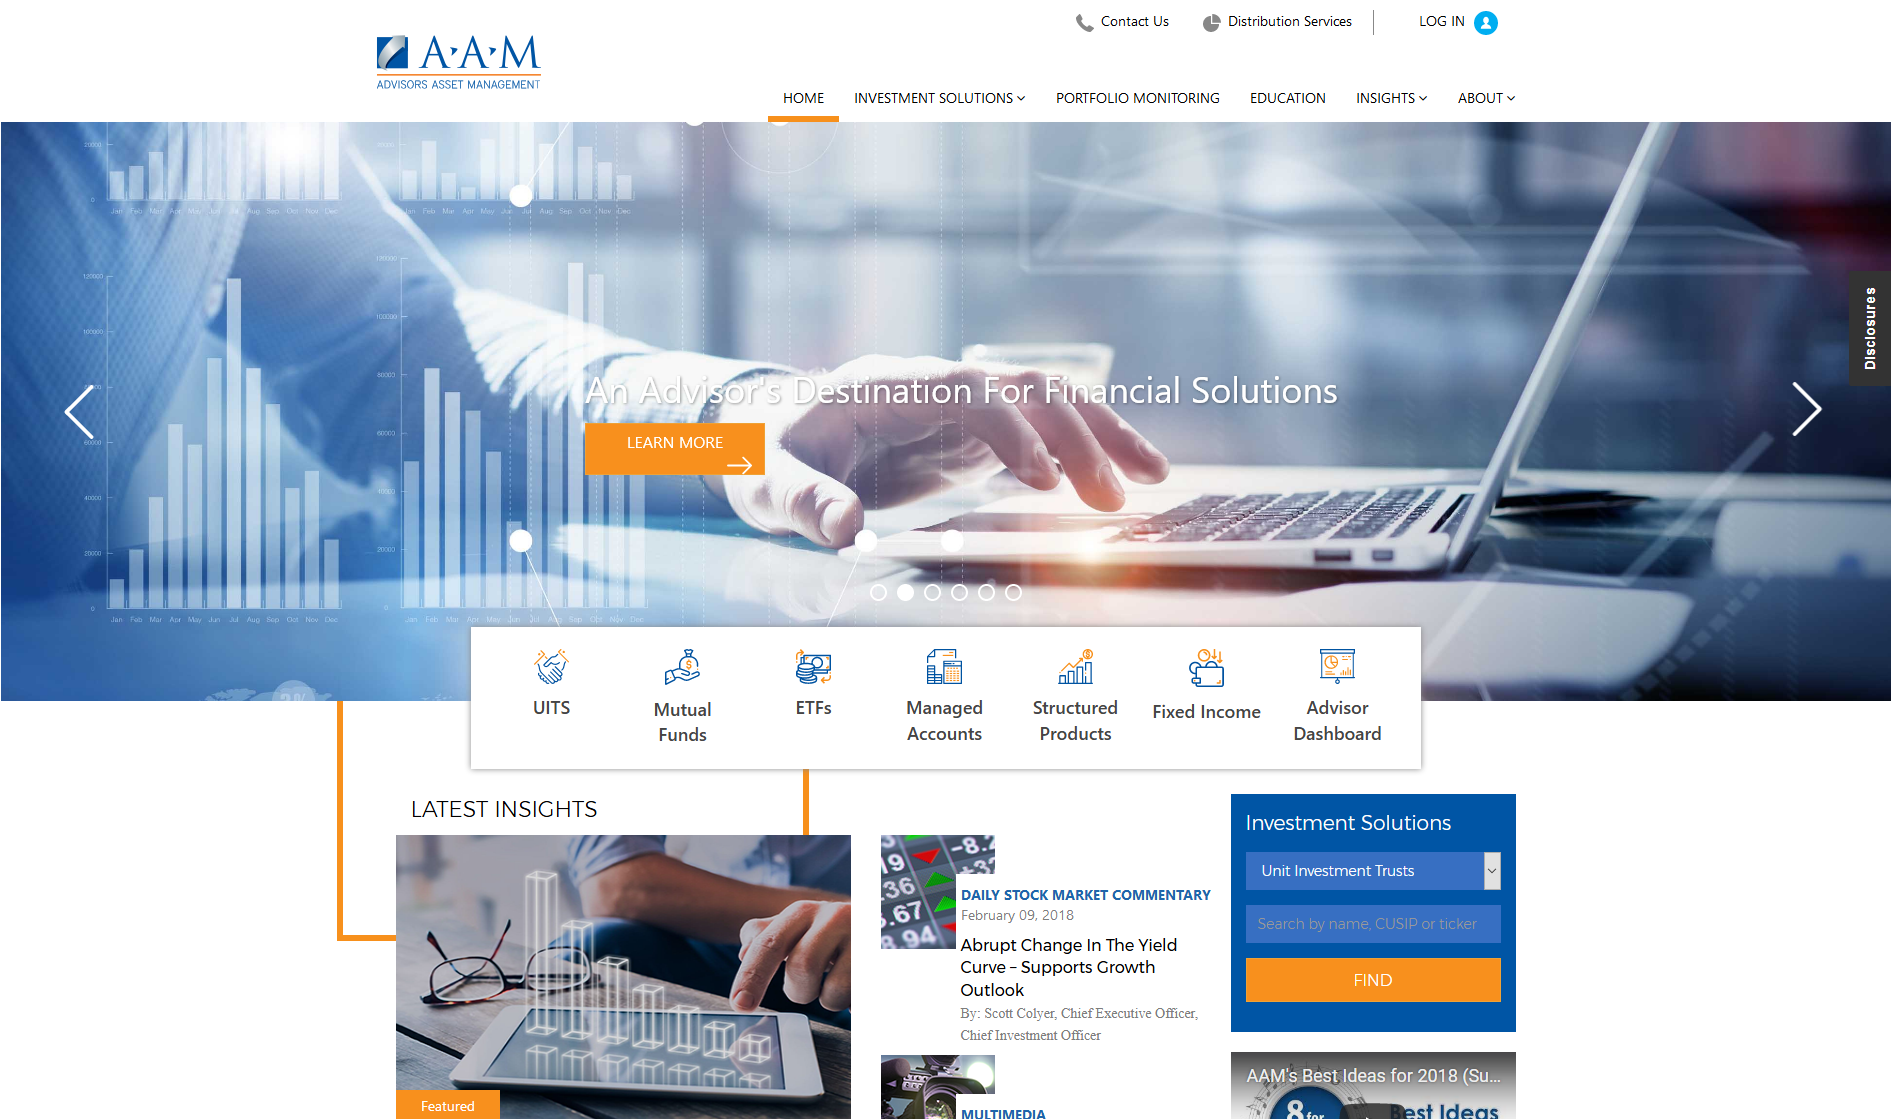 Contact Us
Distribution Services
LOG IN
A·A·M
ADVISORS ASSET MANAGEMENT
HOME
INVESTMENT SOLUTIONS
PORTFOLIO MONITORING
EDUCATION
INSIGHTS
ABOUT
Disclosures
An Advisor's Destination For Financial Solutions
LEARN MORE
UITS
Mutual
Funds
ETFs
Managed
Accounts
Structured
Products
Fixed Income
Advisor
Dashboard
LATEST INSIGHTS
Featured
DAILY STOCK MARKET COMMENTARY
February 09, 2018
Abrupt Change In The Yield
Curve – Supports Growth
Outlook
By: Scott Colyer, Chief Executive Officer,
Chief Investment Officer
MULTIMEDIA
Investment Solutions
Unit Investment Trusts
Search by name, CUSIP or ticker
FIND
AAM's Best Ideas for 2018 (Su...
8 for
Best Ideas